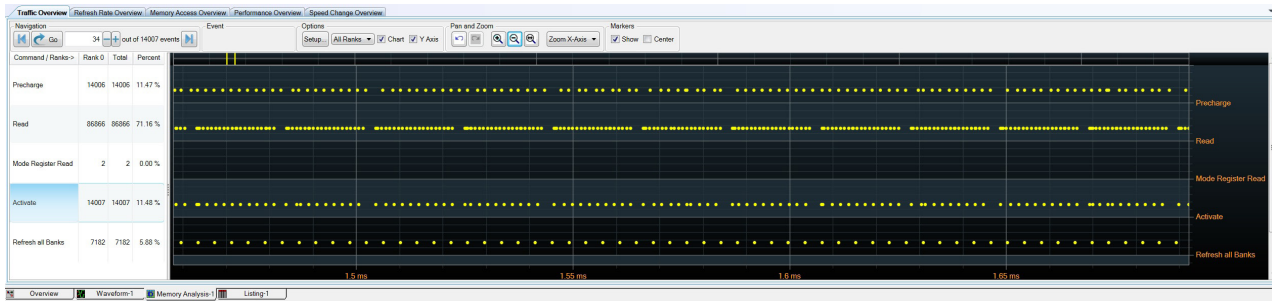 Traffic Overview Refresh Rate Overview Memory Access Overview Performance Overview Speed Change Overview
Navigation Event Options Pan and Zoom Markers
Go 34 out of 14007 events Setup... All Ranks Chart Y Axis Zoom X-Axis Show Center
Command / Ranks-> Rank 0 Total Percent
Precharge 14006 14006 11.47 %
Precharge
Read 86866 86866 71.16 %
Read
Mode Register Read 2 2 0.00 %
Mode Register Read
Activate 14007 14007 11.48 %
Activate
Refresh all Banks 7182 7182 5.88 %
Refresh all Banks
1.5 ms 1.55 ms 1.6 ms 1.65 ms
Overview Waveform-1 Memory Analysis-1 Listing-1